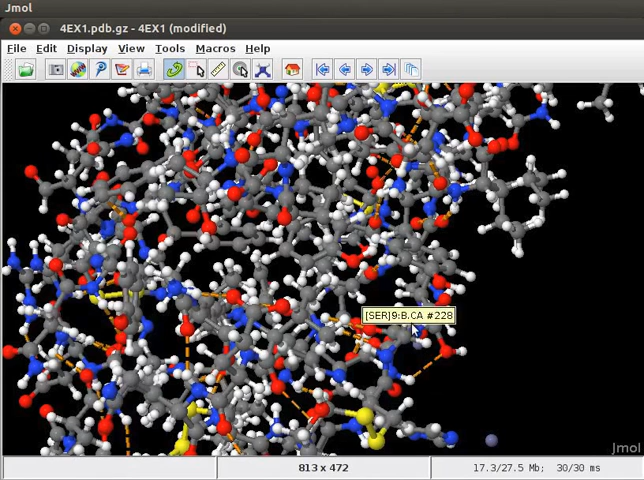 Jmol
4EX1.pdb.gz - 4EX1 (modified)
File Edit Display View Tools Macros Help
[SER]9:B.CA #228
Jmol
813 x 472
17.3/27.5 Mb; 30/30 ms